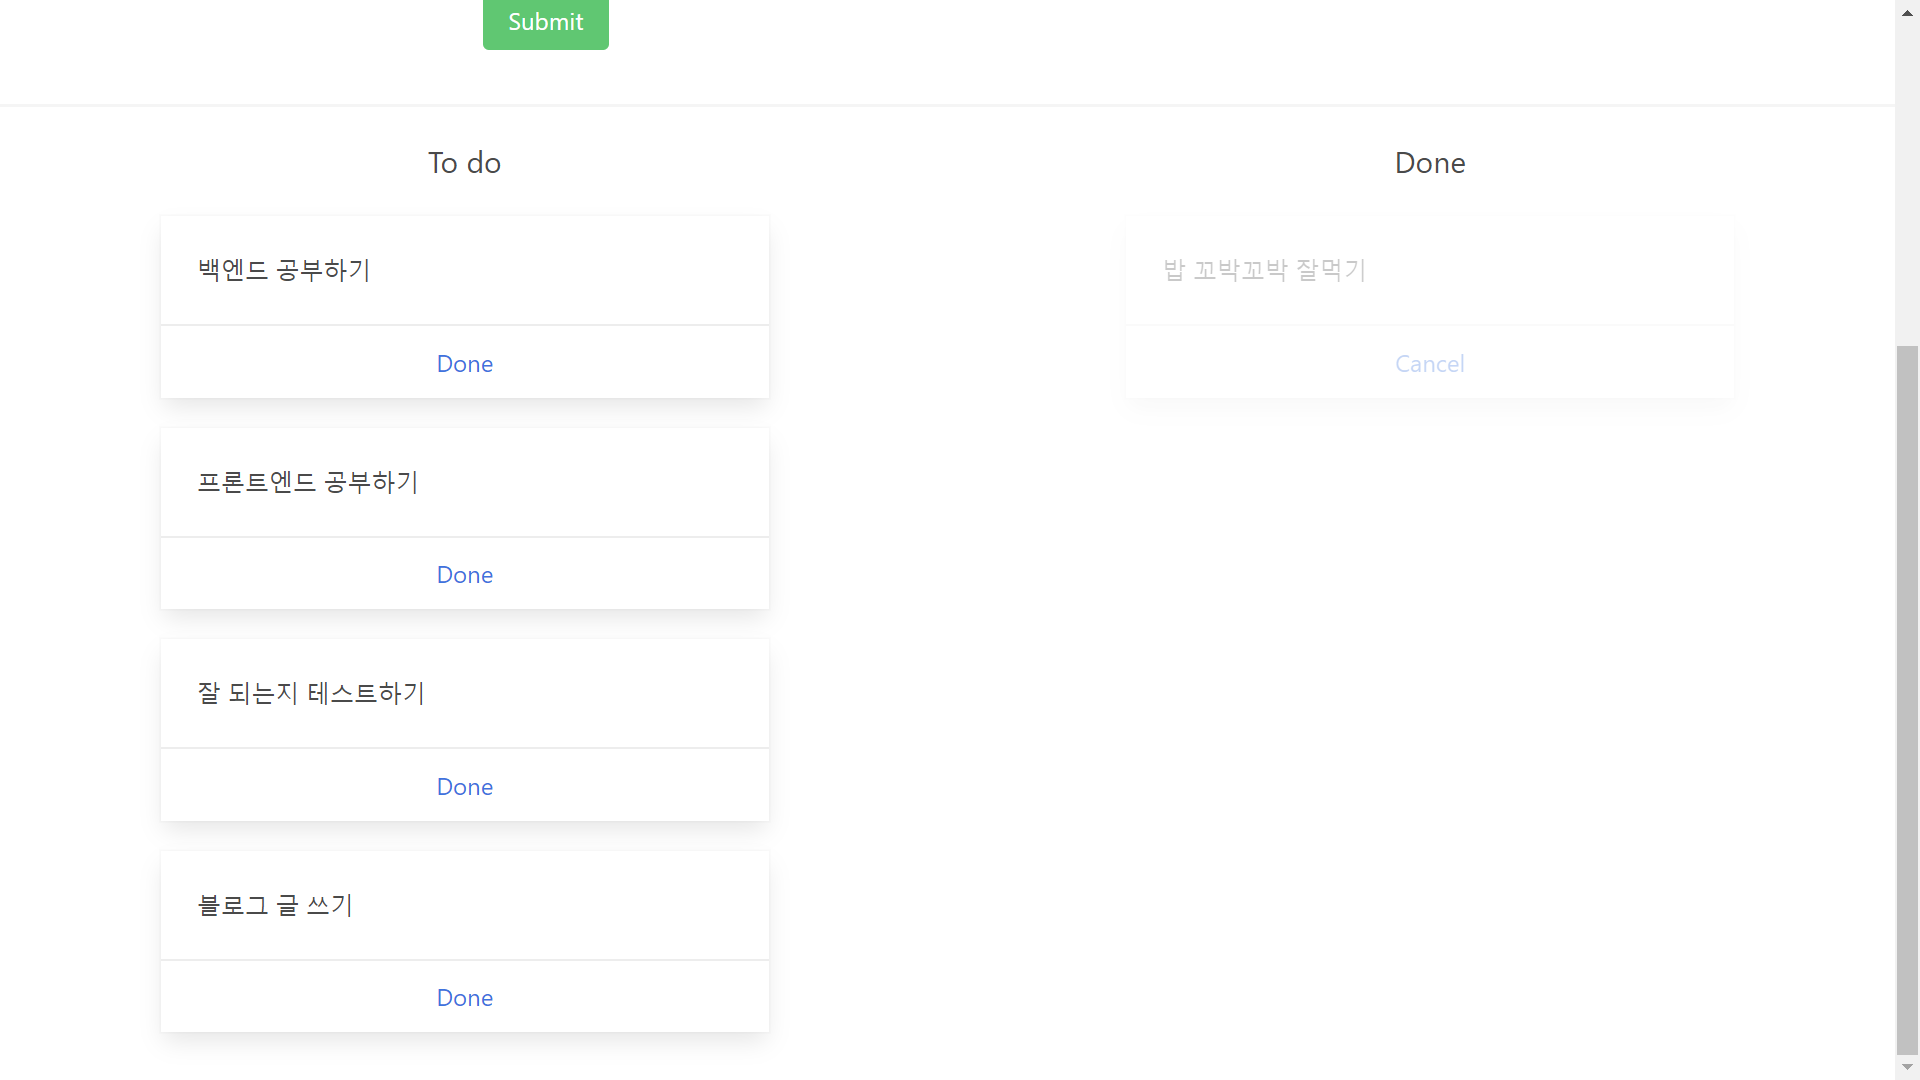 Submit
To do
백엔드 공부하기
Done
프론트엔드 공부하기
Done
잘 되는지 테스트하기
Done
블로그 글 쓰기
Done
Done
밥 꼬박꼬박 잘먹기
Cancel